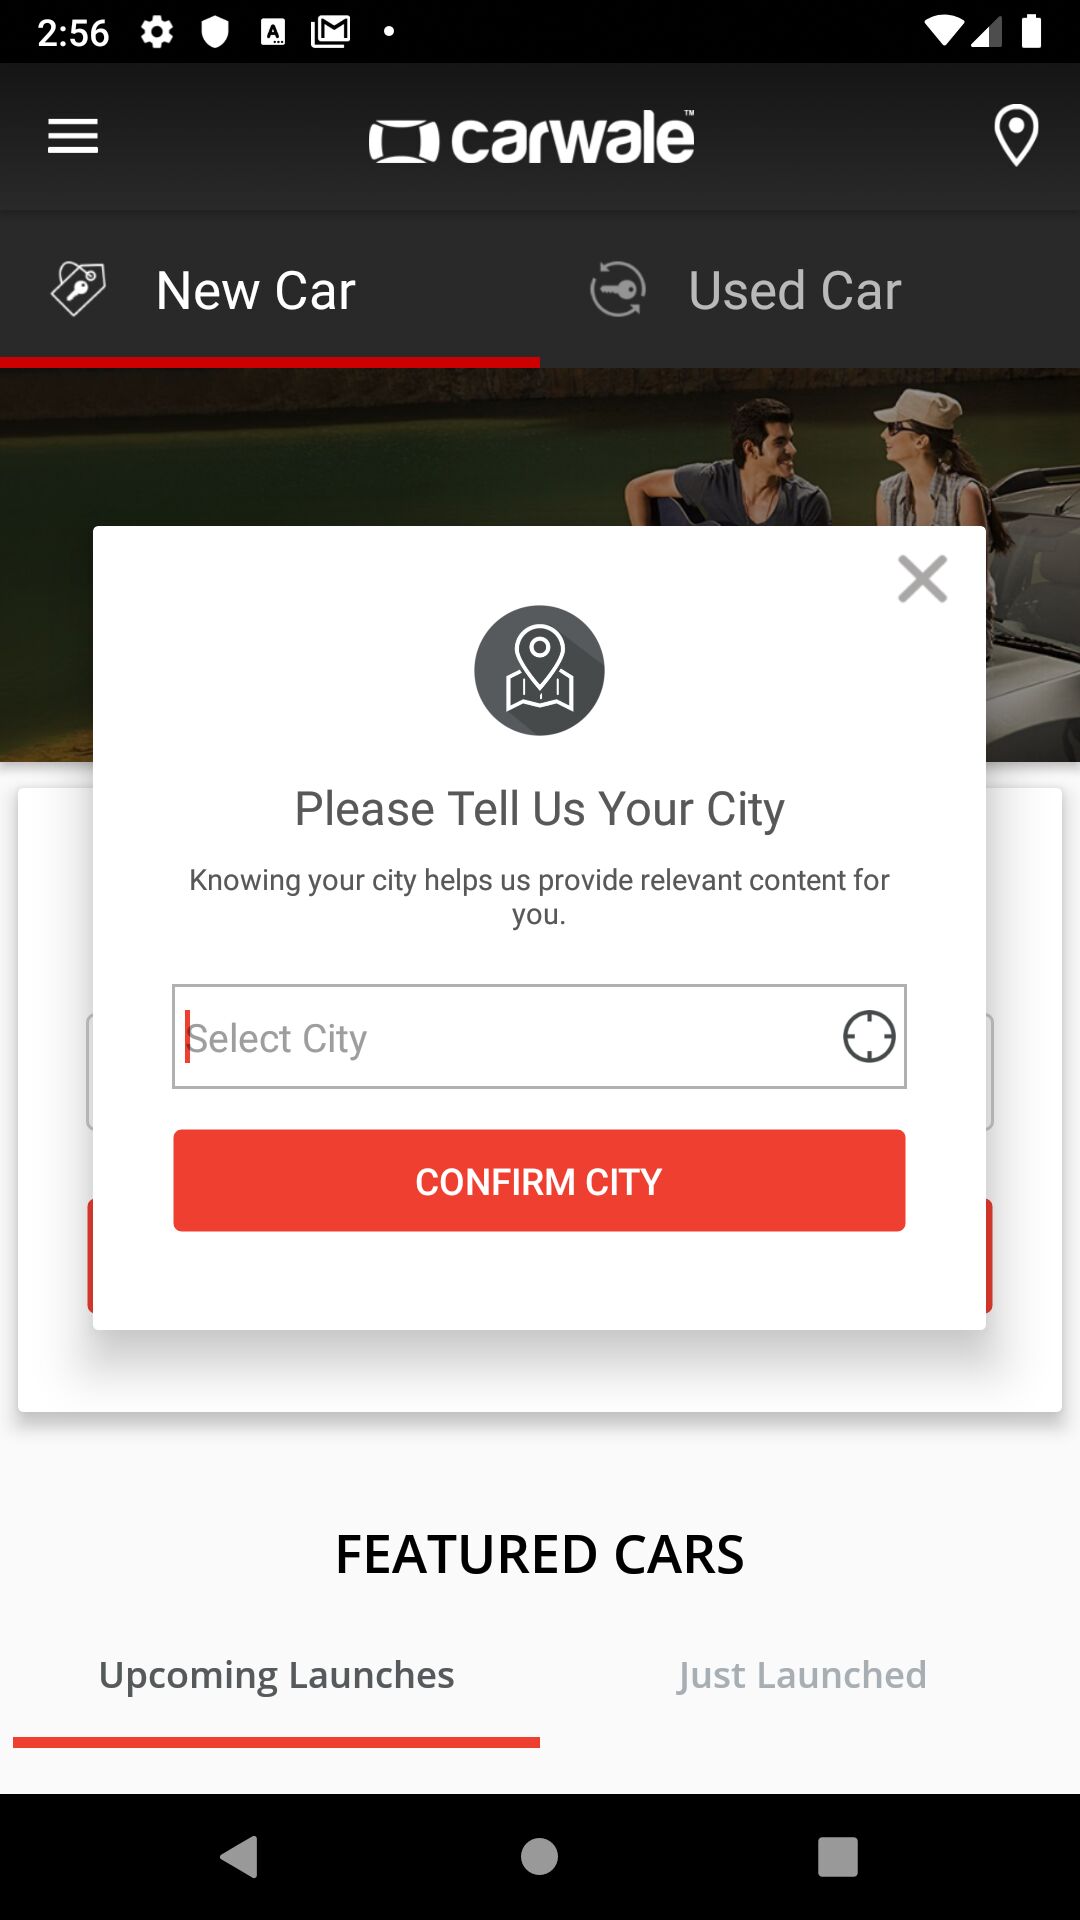 2:56
carwale™
New Car
Used Car
Please Tell Us Your City
Knowing your city helps us provide relevant content for
you.
Select City
CONFIRM CITY
FEATURED CARS
Upcoming Launches
Just Launched